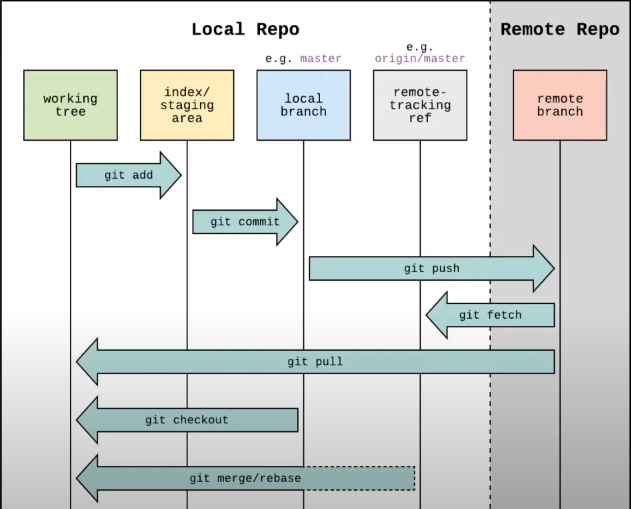 Local Repo
Remote Repo
e.g. master
e.g.
origin/master
working
tree
index/
staging
area
local
branch
remote-
tracking
ref
remote
branch
git add
git commit
git push
git fetch
git pull
git checkout
git merge/rebase